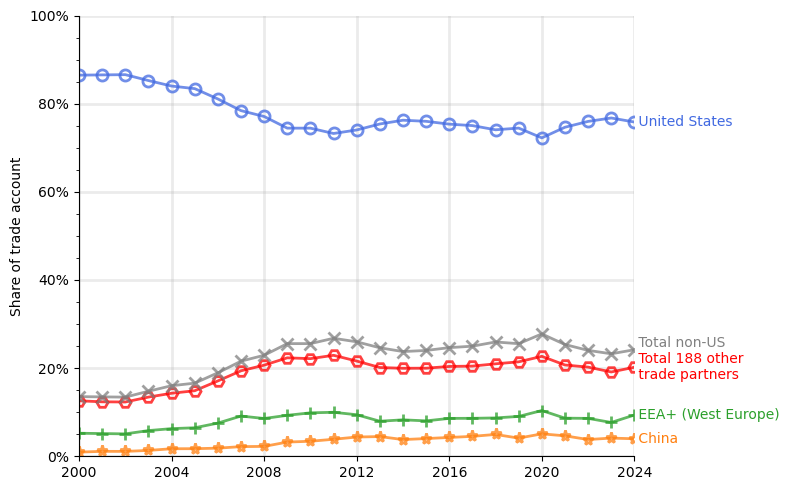 100%
80%
60%
40%
20%
0%
Share of trade account
2000 2004 2008 2012 2016 2020 2024
United States
Total non-US
Total 188 other
trade partners
EEA+ (West Europe)
China